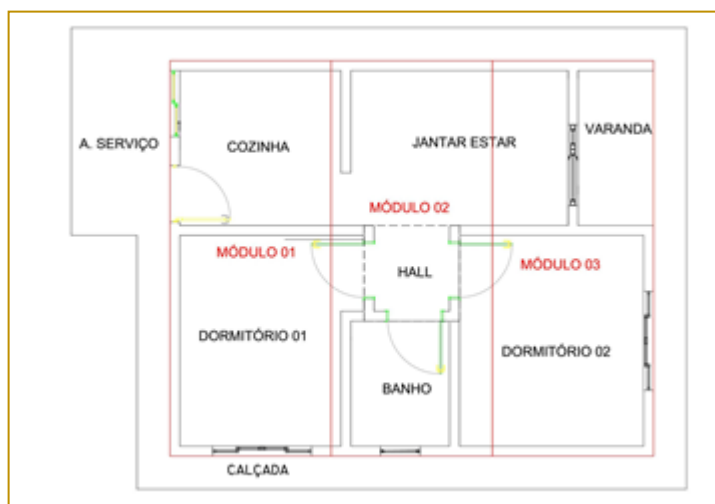 A. SERVIÇO
COZINHA
JANTAR ESTAR
VARANDA
MÓDULO 02
MÓDULO 01
HALL
MÓDULO 03
DORMITÓRIO 01
DORMITÓRIO 02
BANHO
CALÇADA